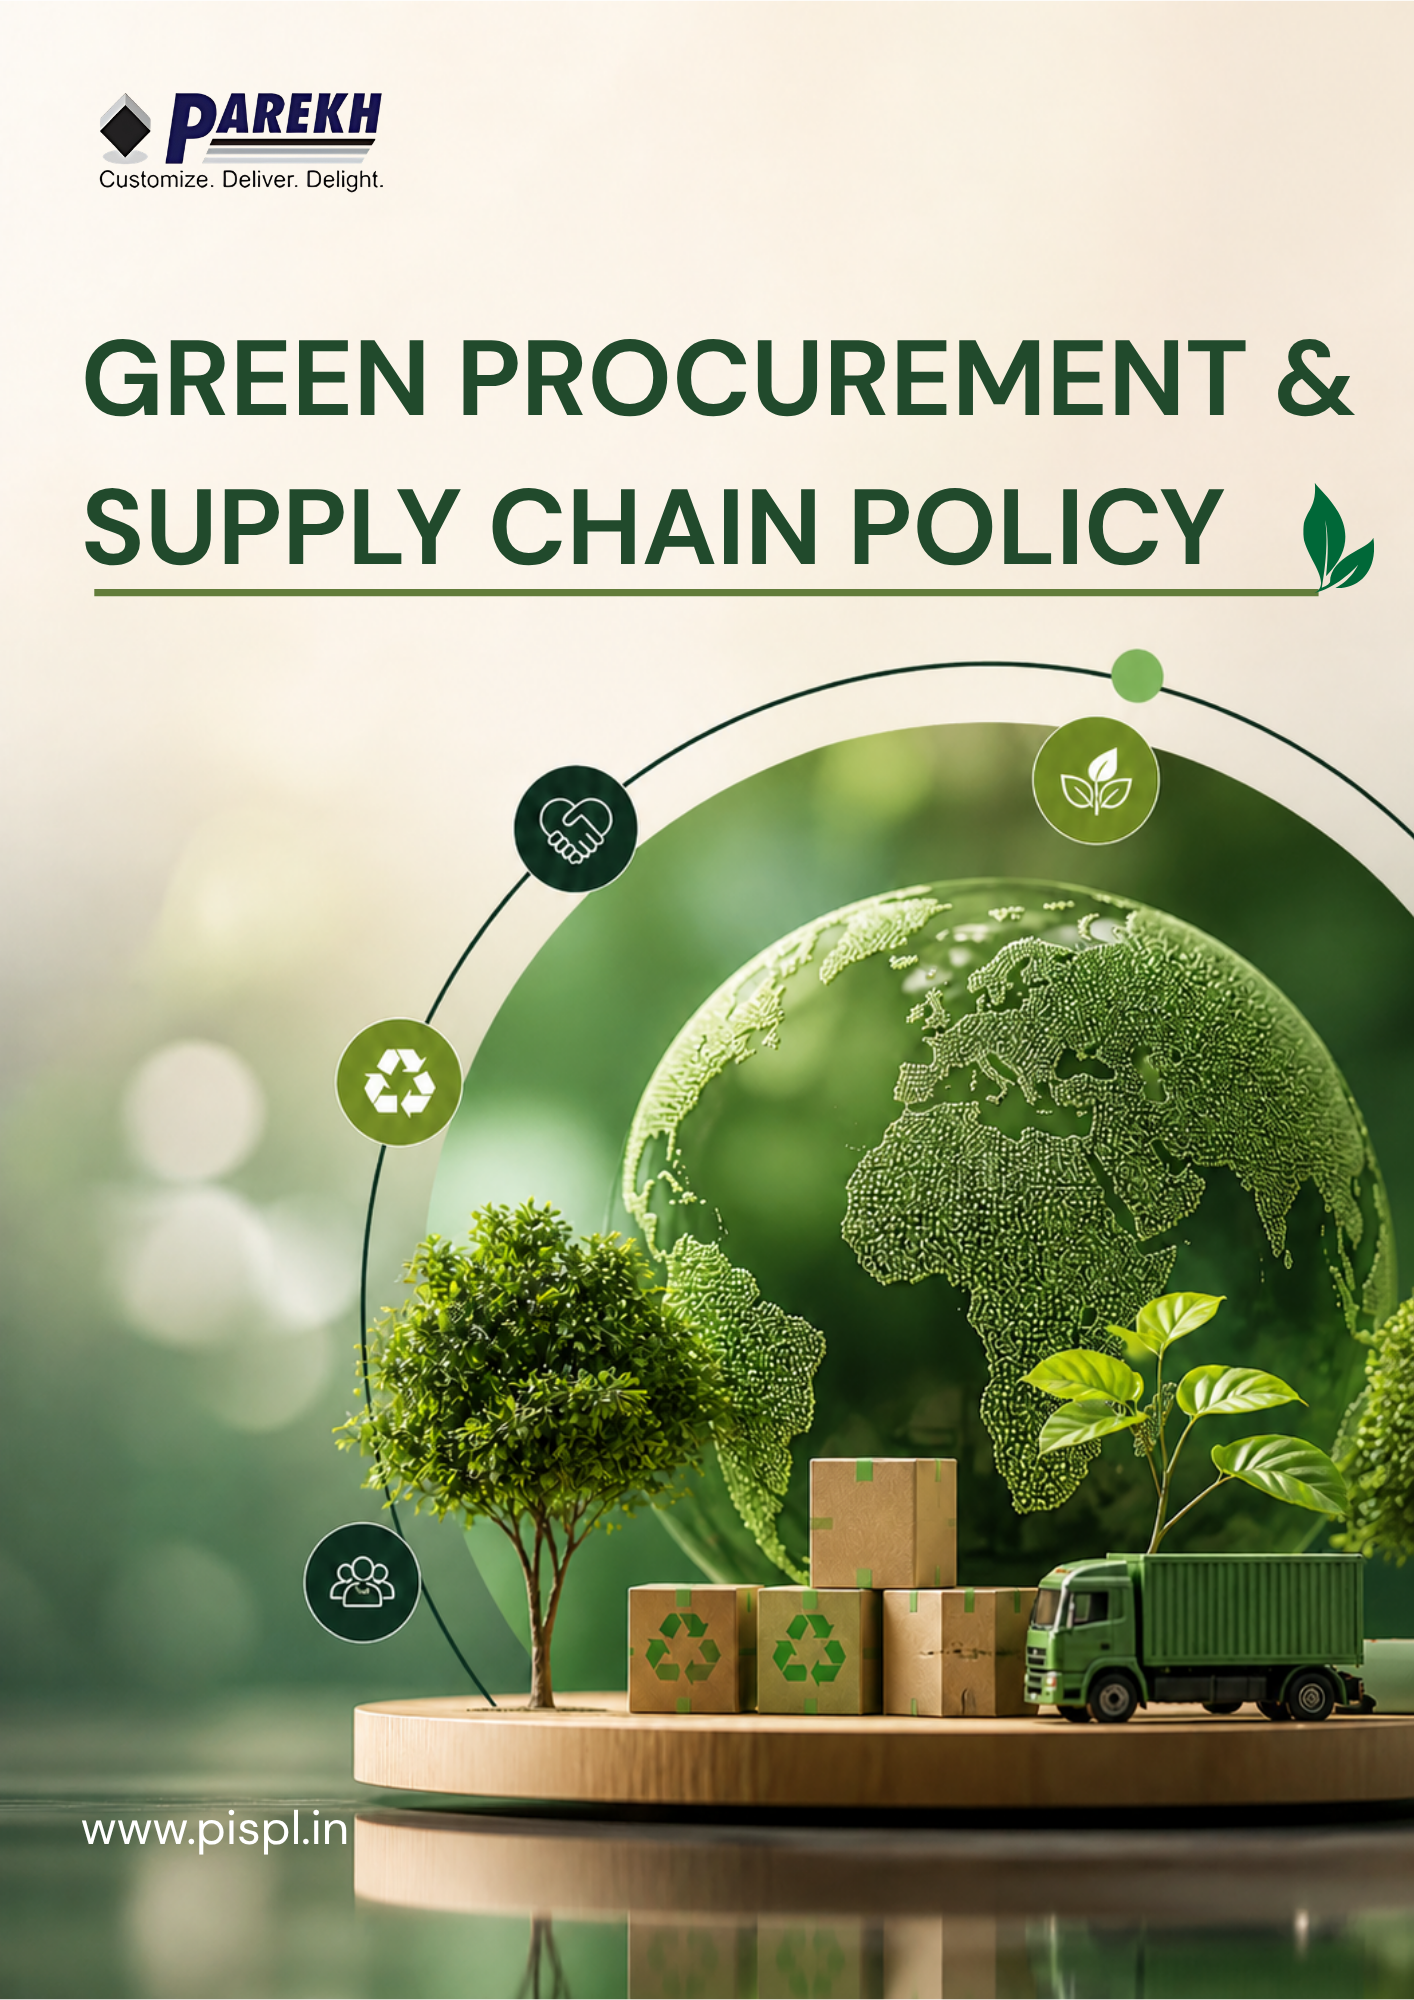 PAREKH
Customize. Deliver. Delight.
GREEN PROCUREMENT &
SUPPLY CHAIN POLICY
www.pispl.in